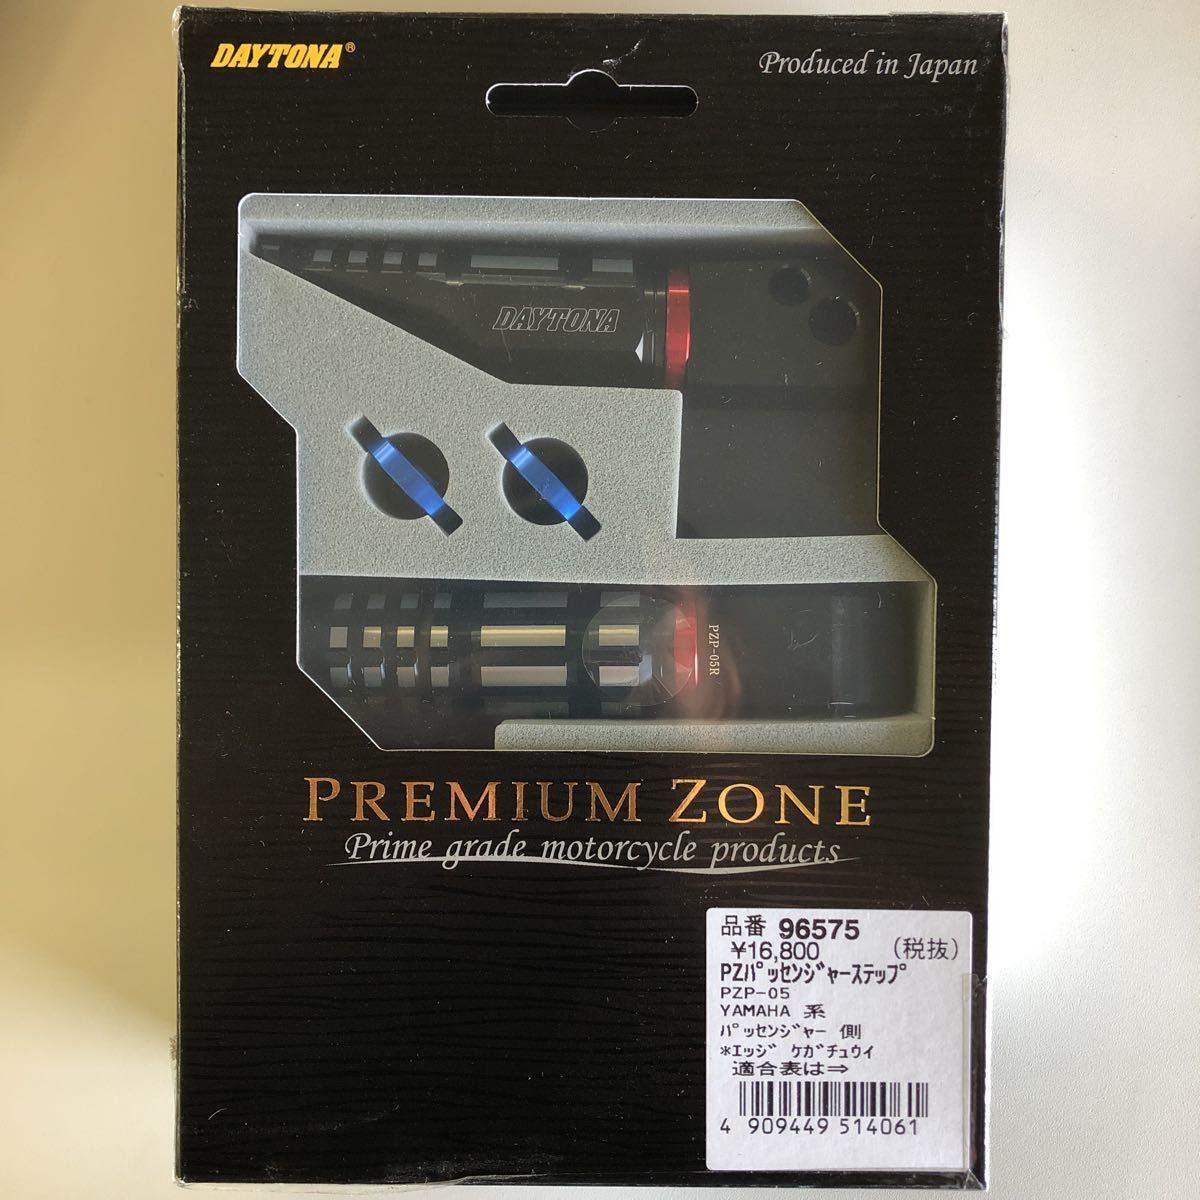 DAYTONA®
Produced in Japan
DAYTONA
PZP-05R
PREMIUM ZONE
Prime grade motorcycle products
品番 96575
¥16,800 (税抜)
PZﾊﾟｯｾﾝｼﾞｬｰｽﾃｯﾌﾟ
PZP-05
YAMAHA 系
ﾊﾟｯｾﾝｼﾞｬｰ 側
*ｴｯｼﾞ ｹｶﾞﾁｭｳｲ
適合表は⇒
4 909449 514061